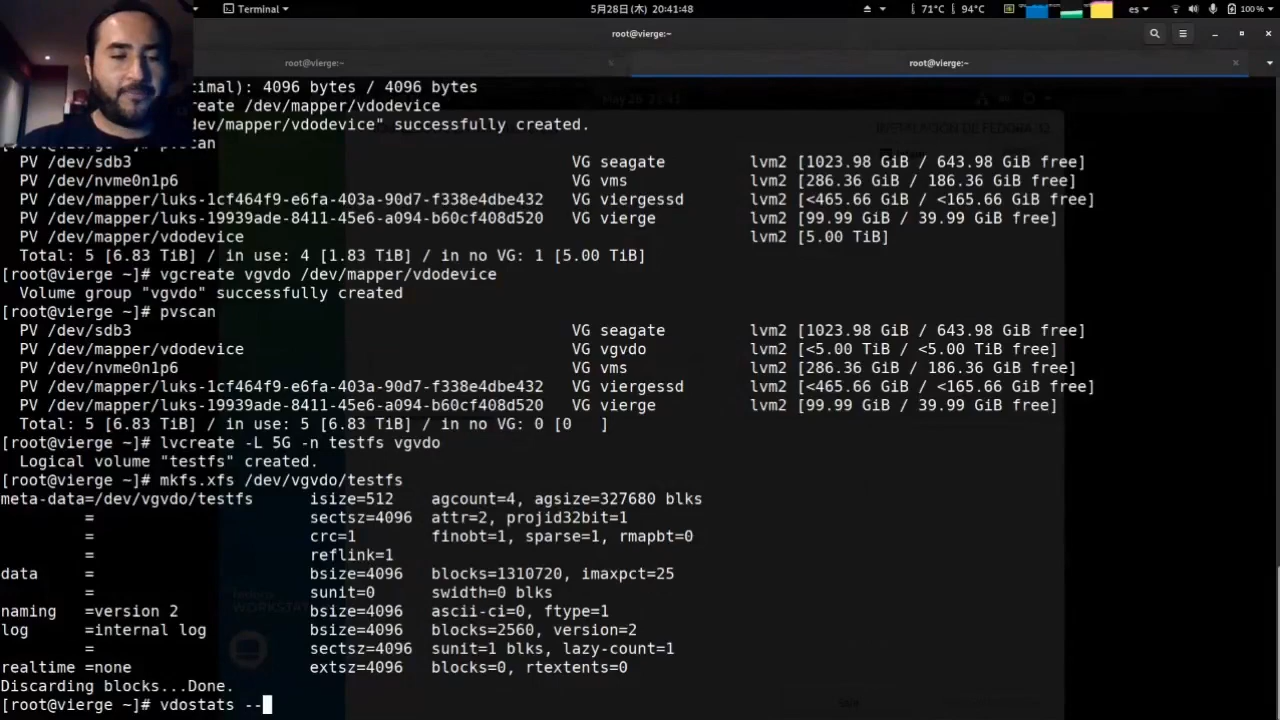 Terminal
5月28日(木) 20:41:48
71°C
94°C
es
100 %
root@vierge:~
root@vierge:~
root@vierge:~
imal): 4096 bytes / 4096 bytes
create /dev/mapper/vdodevice
dev/mapper/vdodevice" successfully created.
pvscan
PV /dev/sdb3 VG seagate lvm2 [1023.98 GiB / 643.98 GiB free]
PV /dev/nvme0n1p6 VG vms lvm2 [286.36 GiB / 186.36 GiB free]
PV /dev/mapper/luks-1cf464f9-e6fa-403a-90d7-f338e4dbe432 VG viergessd lvm2 [<465.66 GiB / <165.66 GiB free]
PV /dev/mapper/luks-19939ade-8411-45e6-a094-b60cf408d520 VG vierge lvm2 [99.99 GiB / 39.99 GiB free]
PV /dev/mapper/vdodevice lvm2 [5.00 TiB]
Total: 5 [6.83 TiB] / in use: 4 [1.83 TiB] / in no VG: 1 [5.00 TiB]
[root@vierge ~]# vgcreate vgvdo /dev/mapper/vdodevice
Volume group "vgvdo" successfully created
[root@vierge ~]# pvscan
PV /dev/sdb3 VG seagate lvm2 [1023.98 GiB / 643.98 GiB free]
PV /dev/mapper/vdodevice VG vgvdo lvm2 [<5.00 TiB / <5.00 TiB free]
PV /dev/nvme0n1p6 VG vms lvm2 [286.36 GiB / 186.36 GiB free]
PV /dev/mapper/luks-1cf464f9-e6fa-403a-90d7-f338e4dbe432 VG viergessd lvm2 [<465.66 GiB / <165.66 GiB free]
PV /dev/mapper/luks-19939ade-8411-45e6-a094-b60cf408d520 VG vierge lvm2 [99.99 GiB / 39.99 GiB free]
Total: 5 [6.83 TiB] / in use: 5 [6.83 TiB] / in no VG: 0 [0 ]
[root@vierge ~]# lvcreate -L 5G -n testfs vgvdo
Logical volume "testfs" created.
[root@vierge ~]# mkfs.xfs /dev/vgvdo/testfs
meta-data=/dev/vgvdo/testfs isize=512 agcount=4, agsize=327680 blks
= sectsz=4096 attr=2, projid32bit=1
= crc=1 finobt=1, sparse=1, rmapbt=0
= reflink=1
data = bsize=4096 blocks=1310720, imaxpct=25
= sunit=0 swidth=0 blks
naming =version 2 bsize=4096 ascii-ci=0, ftype=1
log =internal log bsize=4096 blocks=2560, version=2
= sectsz=4096 sunit=1 blks, lazy-count=1
realtime =none extsz=4096 blocks=0, rtextents=0
Discarding blocks...Done.
[root@vierge ~]# vdostats --